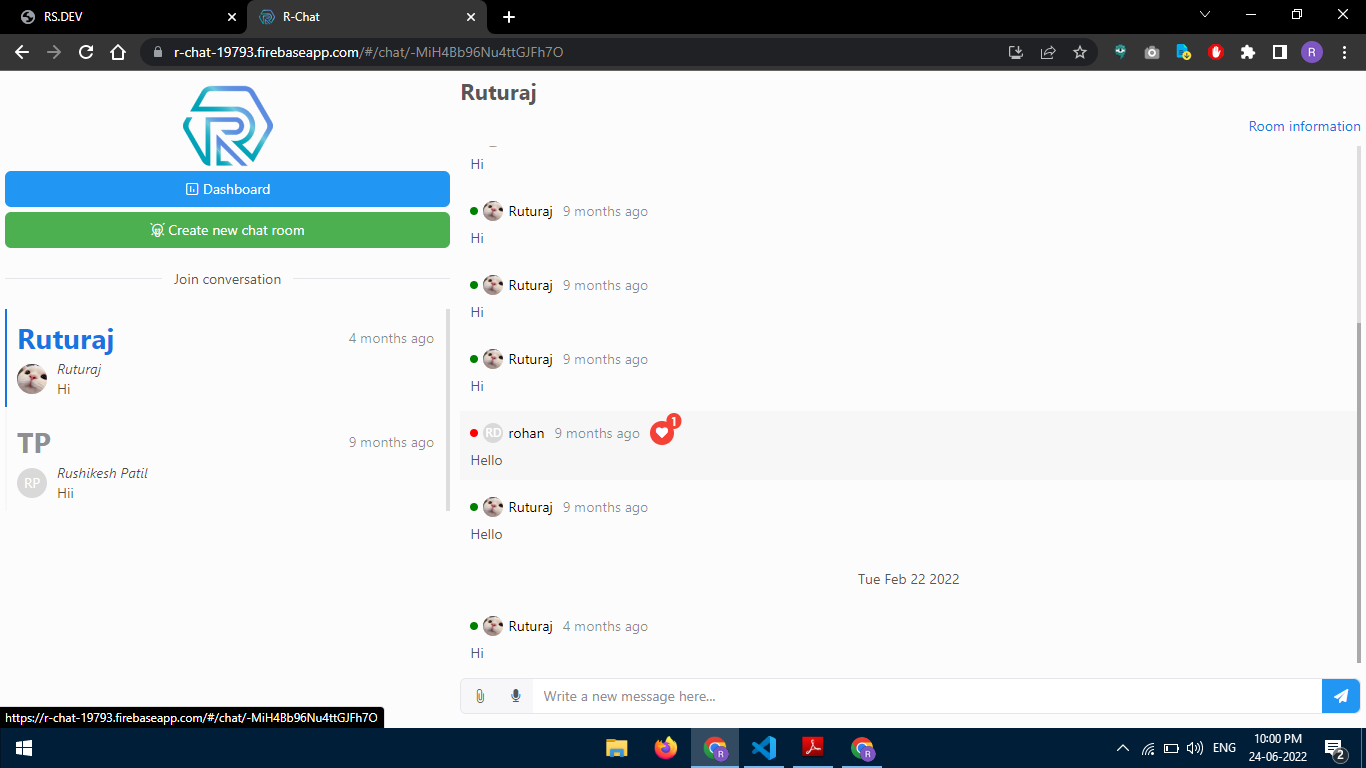 RS.DEV
R-Chat
r-chat-19793.firebaseapp.com/#/chat/-MiH4Bb96Nu4ttGJFh7O
R
Dashboard
Create new chat room
Join conversation
Ruturaj
4 months ago
Ruturaj
Hi
TP
9 months ago
RP
Rushikesh Patil
Hii
Ruturaj
Room information
Hi
Ruturaj 9 months ago
Hi
Ruturaj 9 months ago
Hi
Ruturaj 9 months ago
Hi
RD rohan 9 months ago 1
Hello
Ruturaj 9 months ago
Hello
Tue Feb 22 2022
Ruturaj 4 months ago
Hi
Write a new message here...
https://r-chat-19793.firebaseapp.com/#/chat/-MiH4Bb96Nu4ttGJFh7O
R
R
ENG
10:00 PM
24-06-2022
2